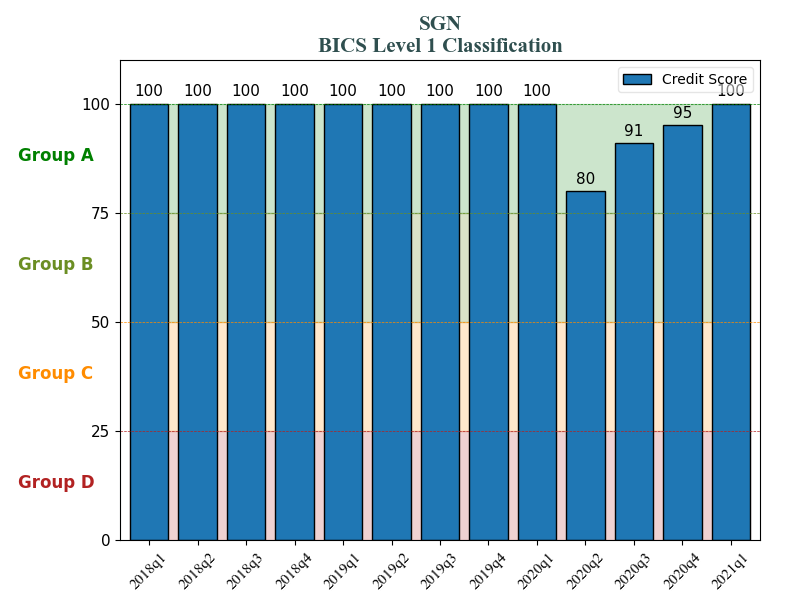 SGN
BICS Level 1 Classification
Credit Score
100 100 100 100 100 100 100 100 100 80 91 95 100
100
Group A
75
Group B
50
Group C
25
Group D
0
2018q1 2018q2 2018q3 2018q4 2019q1 2019q2 2019q3 2019q4 2020q1 2020q2 2020q3 2020q4 2021q1